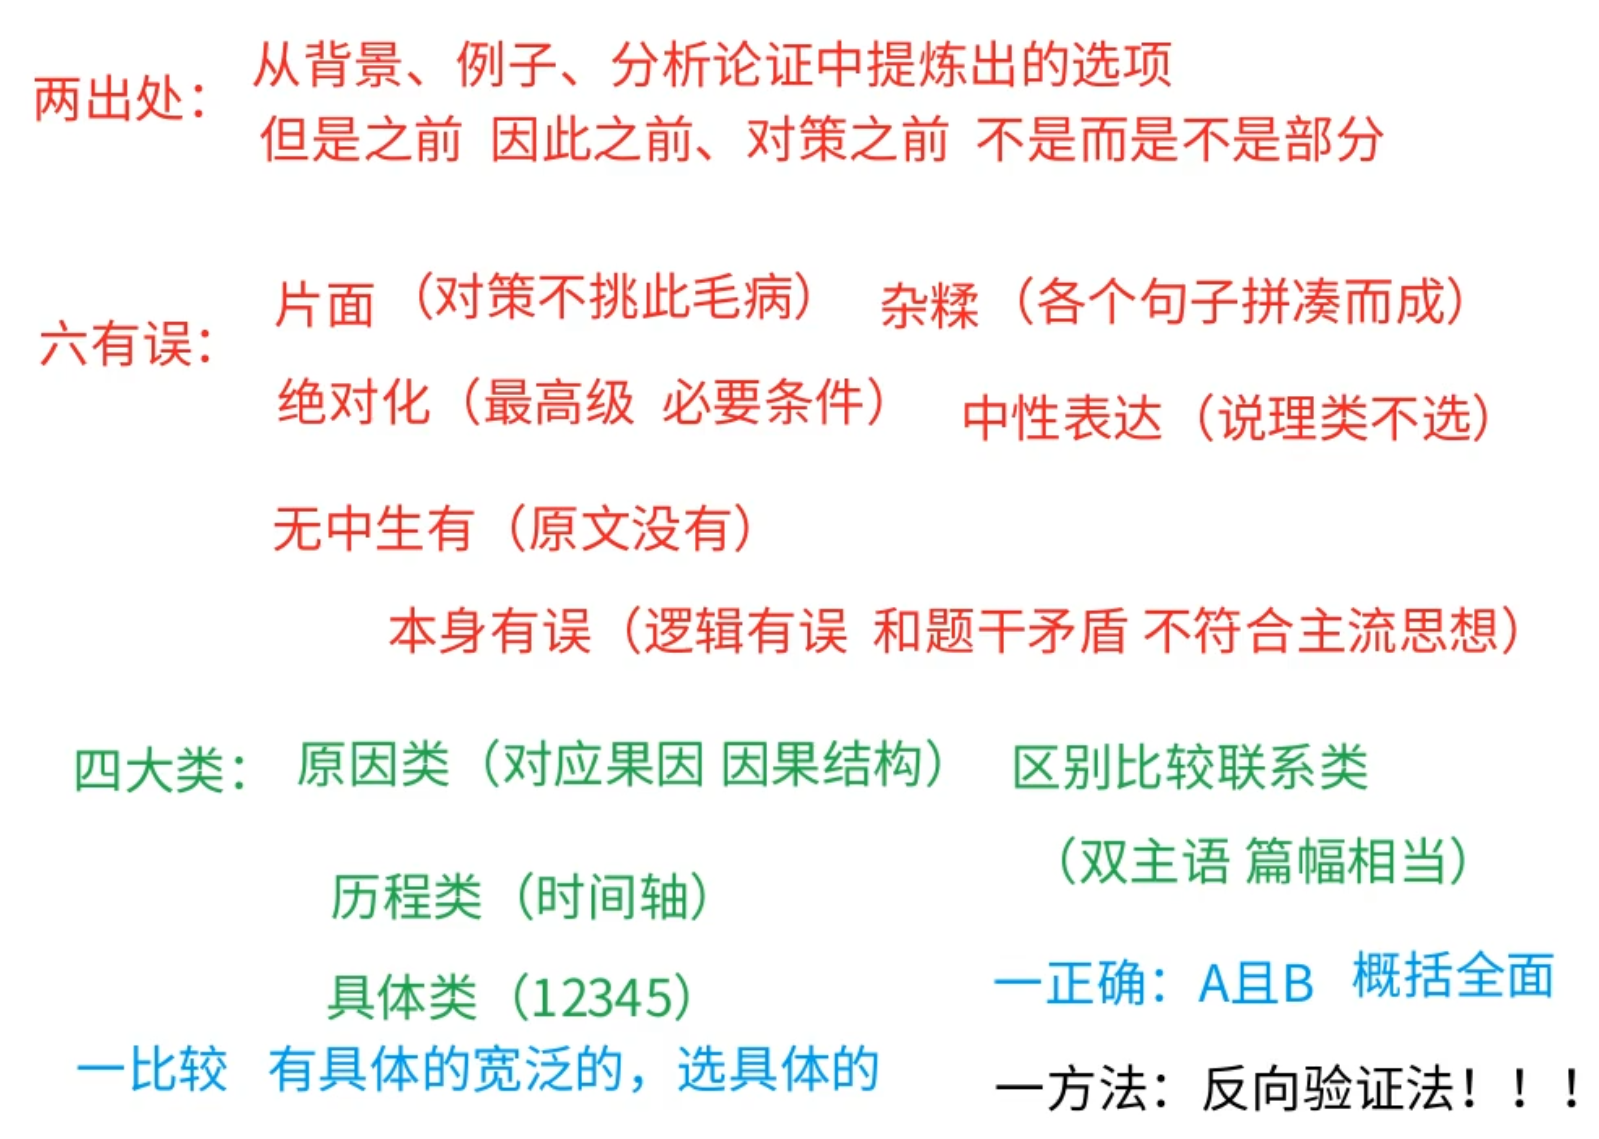 两出处：从背景、例子、分析论证中提炼出的选项
但是之前 因此之前、对策之前 不是而是不是部分
六有误：片面（对策不挑此毛病） 杂糅（各个句子拼凑而成）
绝对化（最高级 必要条件） 中性表达（说理类不选）
无中生有（原文没有）
本身有误（逻辑有误 和题干矛盾 不符合主流思想）
四大类：原因类（对应果因 因果结构） 区别比较联系类
（双主语 篇幅相当）
历程类（时间轴）
具体类（12345）
一正确：A且B 概括全面
一比较 有具体的宽泛的，选具体的
一方法：反向验证法！！！